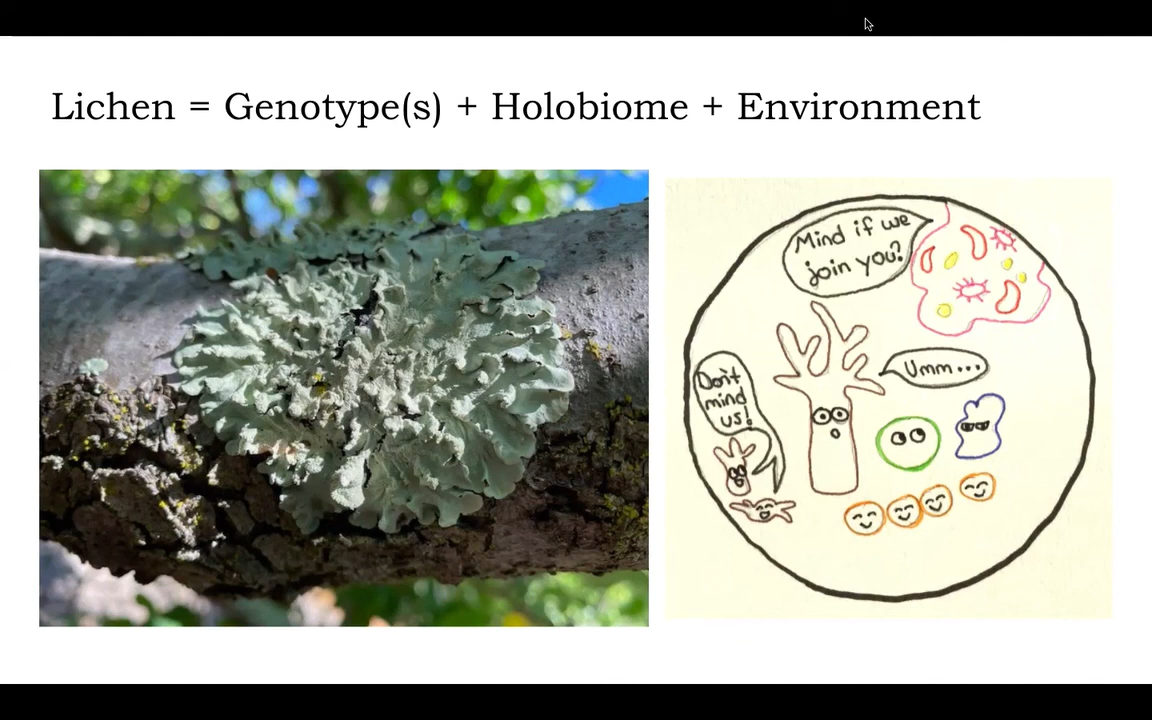 Lichen = Genotype(s) + Holobiome + Environment
Mind if we
join you?
Umm...
Don't
mind
us!